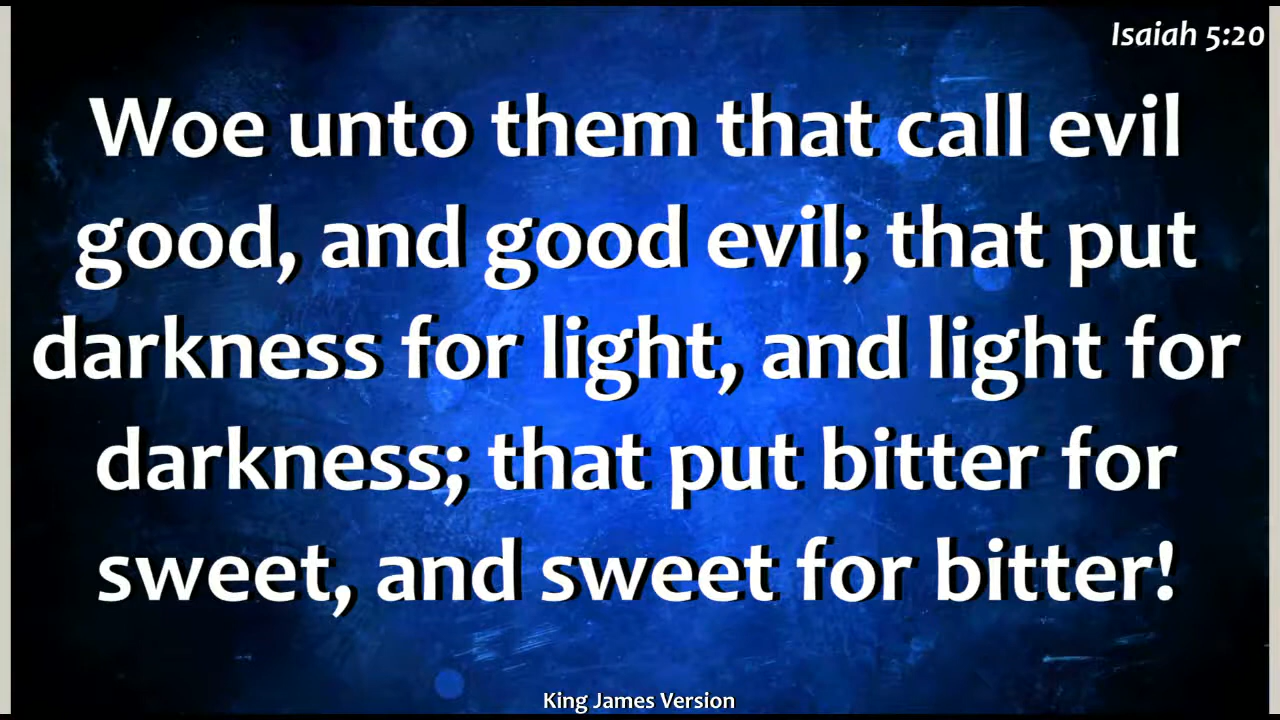 Isaiah 5:20
Woe unto them that call evil
good, and good evil; that put
darkness for light, and light for
darkness; that put bitter for
sweet, and sweet for bitter!
King James Version